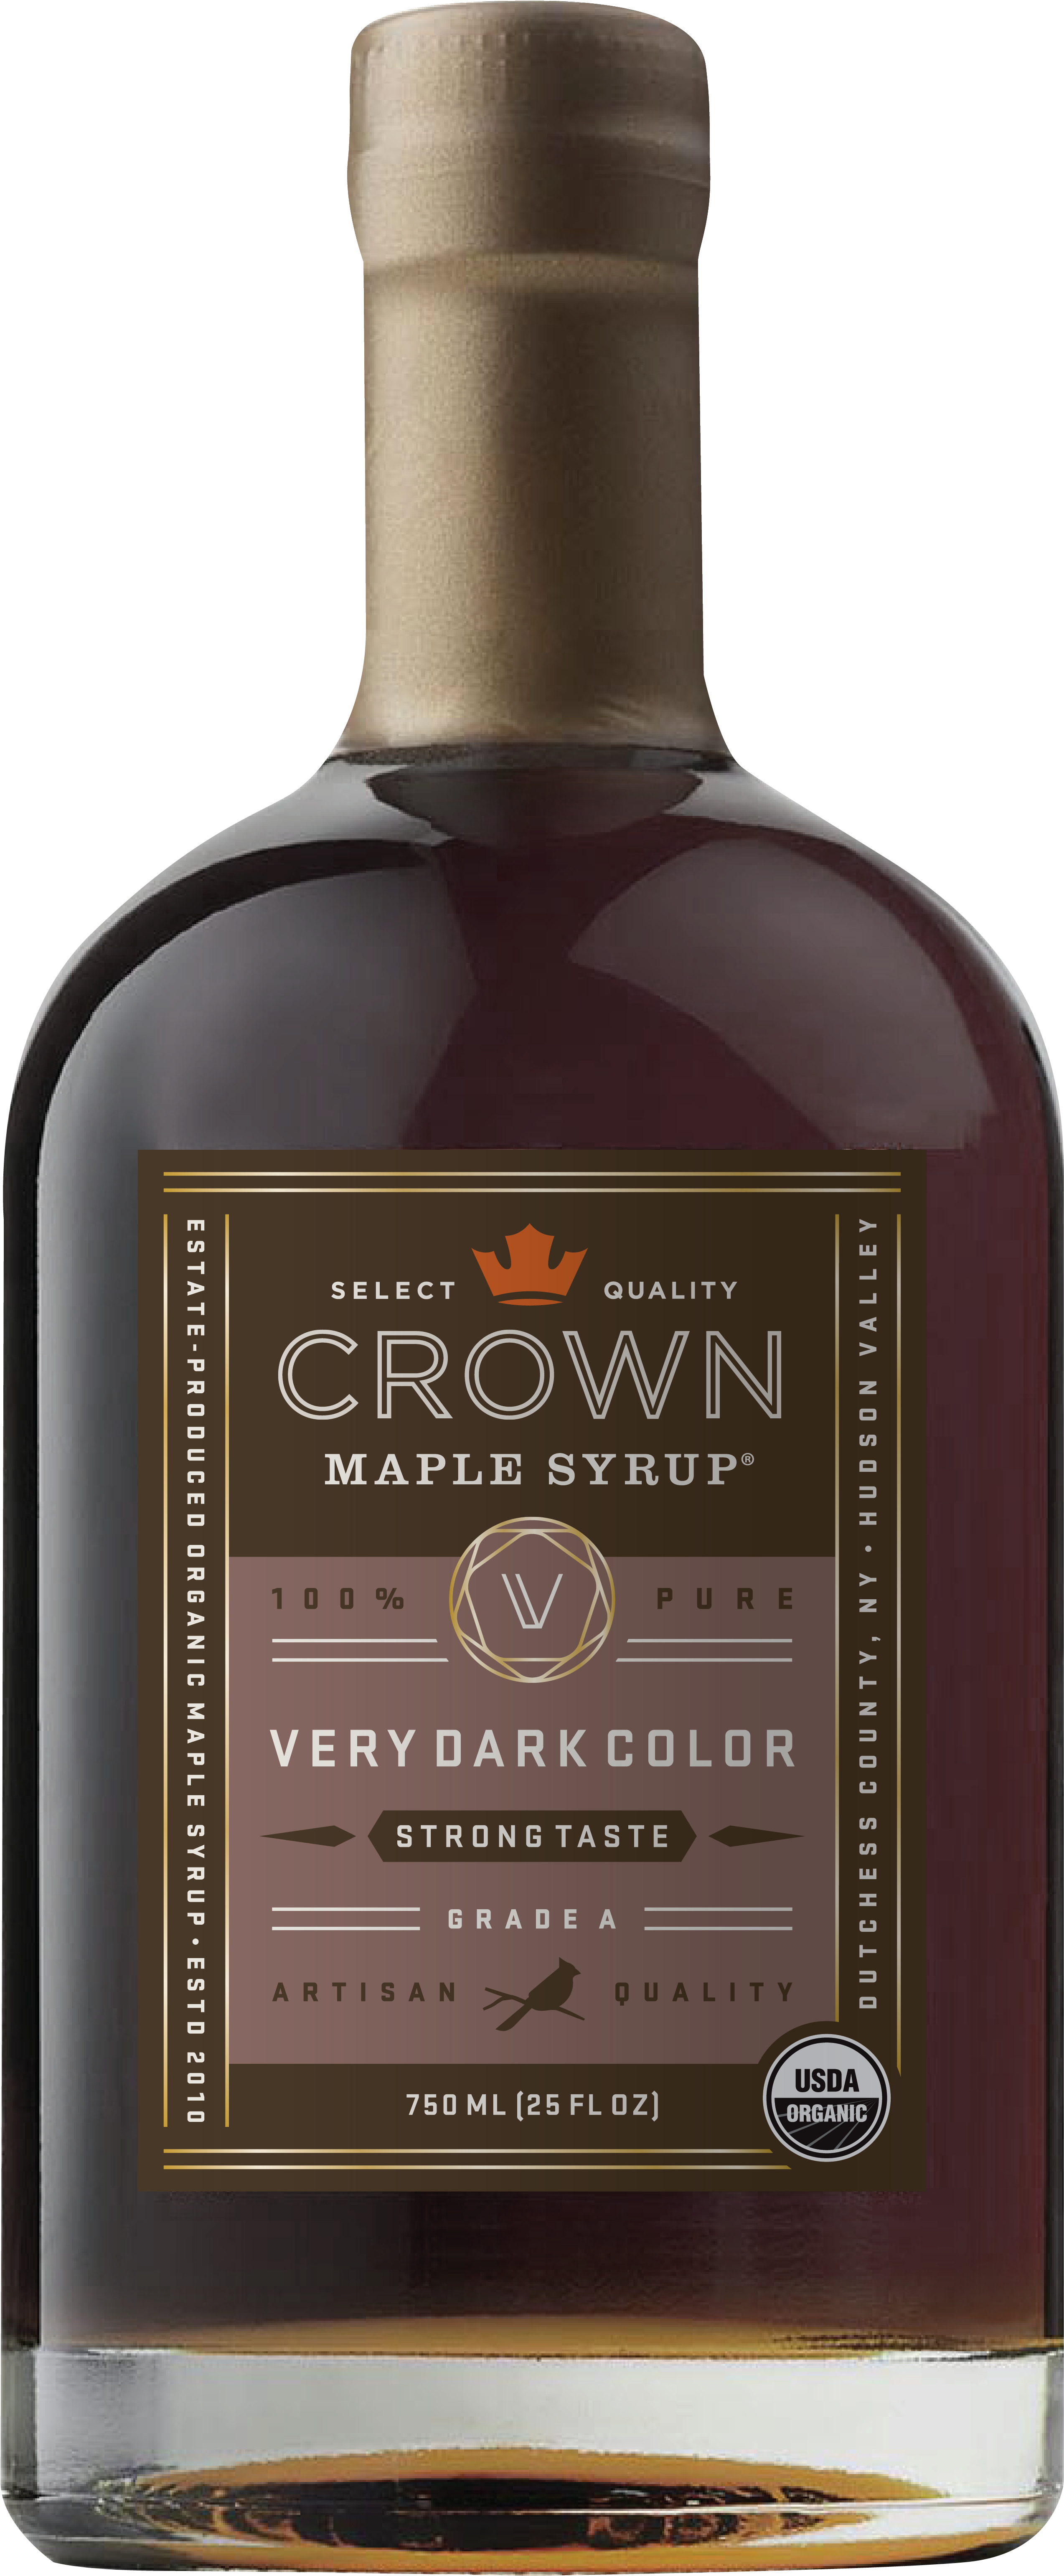 SELECT QUALITY
CROWN
MAPLE SYRUP®
V
100% PURE
VERY DARK COLOR
STRONG TASTE
GRADE A
ARTISAN QUALITY
750 ML (25 FL OZ)
USDA
ORGANIC
ESTATE-PRODUCED ORGANIC MAPLE SYRUP • ESTD 2010
DUTCHESS COUNTY, NY • HUDSON VALLEY